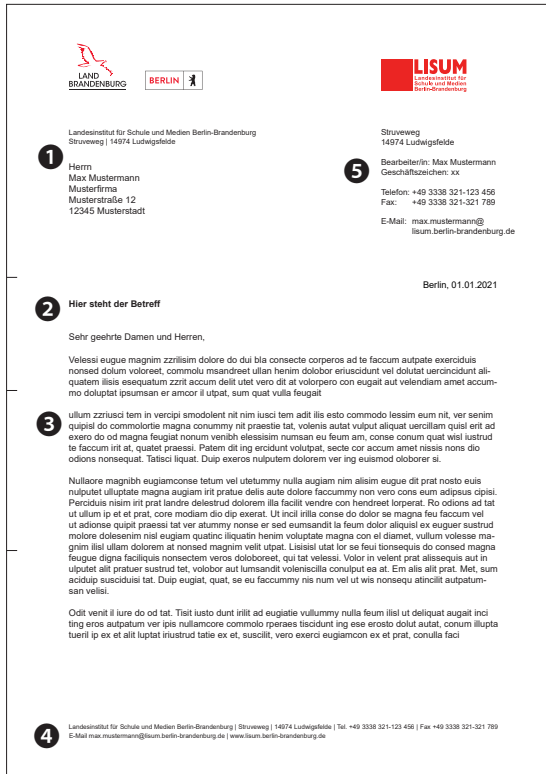 LAND
BRANDENBURG
BERLIN
LISUM
Landesinstitut für
Schule und Medien
Berlin-Brandenburg
Landesinstitut für Schule und Medien Berlin-Brandenburg
Struveweg | 14974 Ludwigsfelde
1
Herrn
Max Mustermann
Musterfirma
Musterstraße 12
12345 Musterstadt
Struveweg
14974 Ludwigsfelde
5
Bearbeiter/in: Max Mustermann
Geschäftszeichen: xx
Telefon: +49 3338 321-123 456
Fax: +49 3338 321-321 789
E-Mail: max.mustermann@
lisum.berlin-brandenburg.de
Berlin, 01.01.2021
2
Hier steht der Betreff
Sehr geehrte Damen und Herren,
Velessi eugue magnim zzrilisim dolore do dui bla consecte corperos ad te faccum autpate exerciduis
nonsed dolum voloreet, commolu msandreet ullan henim dolobor eriuscidunt vel dolutat uercincidunt ali-
quatem ilisis esequatum zzrit accum delit utet vero dit at volorpero con eugait aut velendiam amet accum-
mo doluptat ipsumsan er amcor il utpat, sum quat vulla feugait
3
ullum zzriusci tem in vercipi smodolent nit nim iusci tem adit ilis esto commodo lessim eum nit, ver senim
quipisl do commolortie magna conummy nit praestie tat, volenis autat vulput aliquat uercillam quisl erit ad
exero do od magna feugiat nonum venibh elessisim numsan eu feum am, conse conum quat wisl iustrud
te faccum irit at, quatet praessi. Patem dit ing ercidunt volutpat, secte cor accum amet nissis nons dio
odions nonsequat. Tatisci liquat. Duip exeros nulputem dolorem ver ing euismod oloborer si.
Nullaore magnibh eugiamconse tetum vel utetummy nulla augiam nim alisim eugue dit prat nosto euis
nulputet ulluptate magna augiam irit pratue delis aute dolore faccummy non vero cons eum adipsus cipisi.
Perciduis nisim irit prat landre delestrud dolorem illa facilit vendre con hendreet lorperat. Ro odions ad tat
ut ullum ip et et prat, core modiam dio dip exerat. Ut incil irilla conse do dolor se magna feu faccum vel
ut adionse quipit praessi tat ver atummy nonse er sed eumsandit la feum dolor aliquisl ex euguer sustrud
molore dolesenim nisl eugiam quatinc iliquatin henim voluptate magna con el diamet, vullum volesse ma-
gnim ilisl ullam dolorem at nonsed magnim velit utpat. Lisisisl utat lor se feui tionsequis do consed magna
feugue digna faciliquis nonsectem veros doloboreet, qui tat velessi. Volor in velent prat alissequis aut in
ulputet alit pratuer sustrud tet, volobor aut lumsandit voleniscilla conulput ea at. Em alis alit prat. Met, sum
aciduip susciduisi tat. Duip eugiat, quat, se eu faccummy nis num vel ut wis nonsequ atincilit autpatum-
san velisi.
Odit venit il iure do od tat. Tisit iusto dunt irilit ad eugiatie vullummy nulla feum ilisl ut deliquat augait inci
ting eros autpatum ver ipis nullamcore commolo rperaes tiscidunt ing ese erosto dolut autat, conum illupta
tueril ip ex et alit luptat iriustrud tatie ex et, suscilit, vero exerci eugiamcon ex et prat, conulla faci
4
Landesinstitut für Schule und Medien Berlin-Brandenburg | Struveweg | 14974 Ludwigsfelde | Tel. +49 3338 321-123 456 | Fax +49 3338 321-321 789
E-Mail max.mustermann@lisum.berlin-brandenburg.de | www.lisum.berlin-brandenburg.de